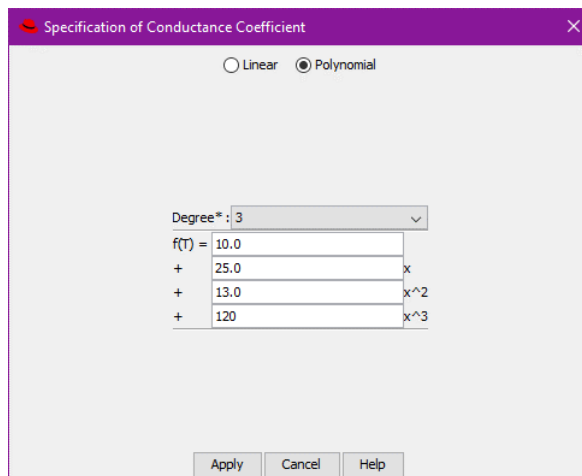 Specification of Conductance Coefficient
Linear Polynomial
Degree* : 3
f(T) = 10.0
+ 25.0 x
+ 13.0 x^2
+ 120 x^3
Apply Cancel Help